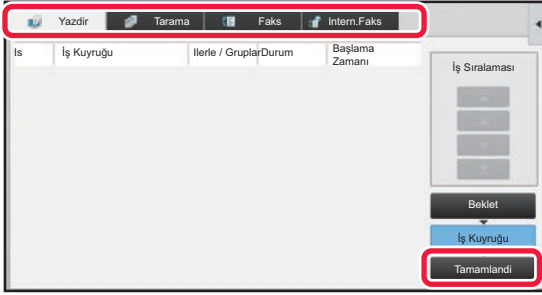 Yazdir Tarama Faks Intern.Faks
Is İş Kuyruğu Ilerle / Gruplar Durum Başlama
Zamanı
İş Sıralaması
Beklet
İş Kuyruğu
Tamamlandi